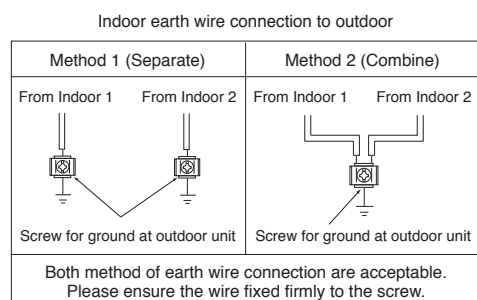 Indoor earth wire connection to outdoor
Method 1 (Separate)
From Indoor 1 From Indoor 2
Screw for ground at outdoor unit
Method 2 (Combine)
From Indoor 1 From Indoor 2
Screw for ground at outdoor unit
Both method of earth wire connection are acceptable.
Please ensure the wire fixed firmly to the screw.